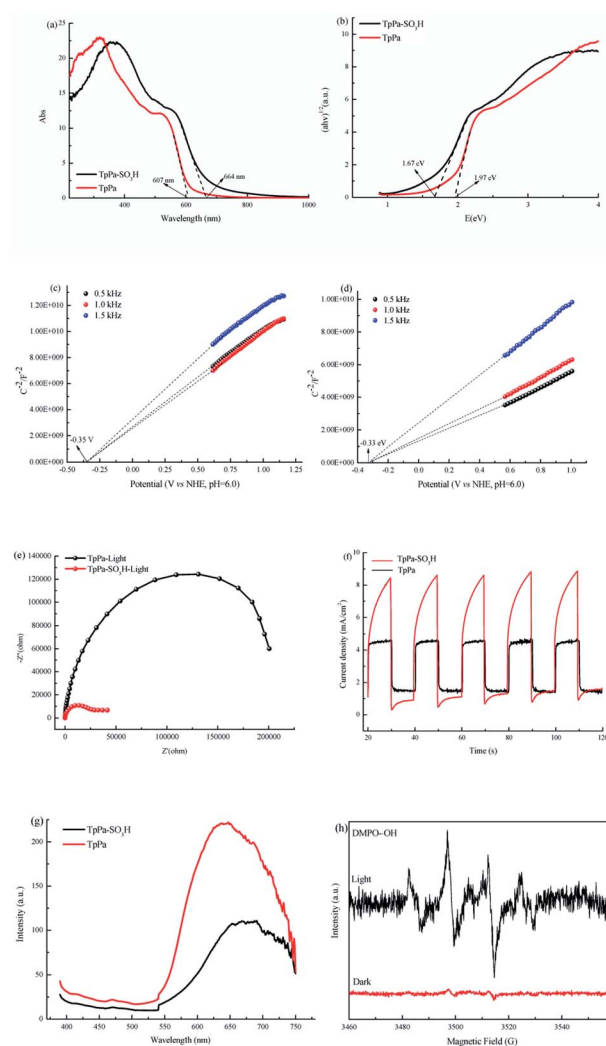 (a)
TpPa-SO3H
TpPa
25
20
15
10
5
0
Abs
607 nm
664 nm
400
600
800
1000
Wavelength (nm)
(b)
TpPa-SO3H
TpPa
10
8
6
4
2
0
(ahv)^1/2(a.u.)
1.67 eV
1.97 eV
1
2
3
4
E(eV)
(c)
0.5 kHz
1.0 kHz
1.5 kHz
1.20E+010
1.00E+010
8.00E+009
6.00E+009
4.00E+009
2.00E+009
0.00E+000
C^-2/F^-2
-0.35 V
-0.50
-0.25
0.00
0.25
0.50
0.75
1.00
1.25
Potential (V vs NHE, pH=6.0)
(d)
0.5 kHz
1.0 kHz
1.5 kHz
1.00E+010
8.00E+009
6.00E+009
4.00E+009
2.00E+009
0.00E+000
C^-2/F^-2
-0.33 eV
-0.4
-0.2
0.0
0.2
0.4
0.6
0.8
1.0
1.2
Potential (V vs NHE, pH=6.0)
(e)
TpPa-Light
TpPa-SO3H-Light
140000
120000
100000
80000
60000
40000
20000
0
-Z''(ohm)
0
50000
100000
150000
200000
Z'(ohm)
(f)
TpPa-SO3H
TpPa
10
8
6
4
2
0
Current density (mA/cm2)
20
40
60
80
100
120
Time (s)
(g)
TpPa-SO3H
TpPa
200
150
100
50
0
Intensity (a.u.)
400
450
500
550
600
650
700
750
Wavelength (nm)
(h)
DMPO-·OH
Light
Dark
Intensity (a.u.)
3460
3480
3500
3520
3540
Magnetic Field (G)